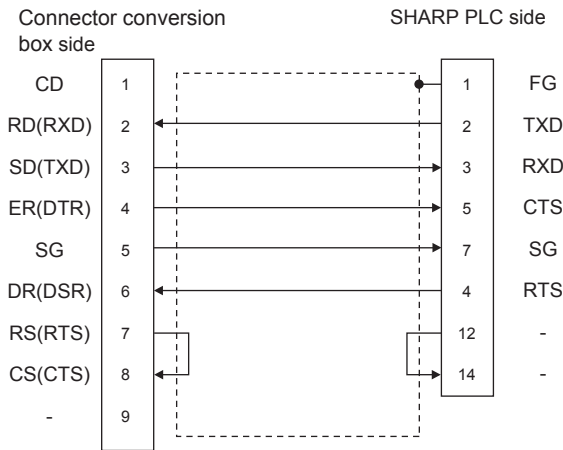 Connector conversion
box side
SHARP PLC side
CD 1 1 FG
RD(RXD) 2 2 TXD
SD(TXD) 3 3 RXD
ER(DTR) 4 5 CTS
SG 5 7 SG
DR(DSR) 6 4 RTS
RS(RTS) 7 12 -
CS(CTS) 8 14 -
- 9